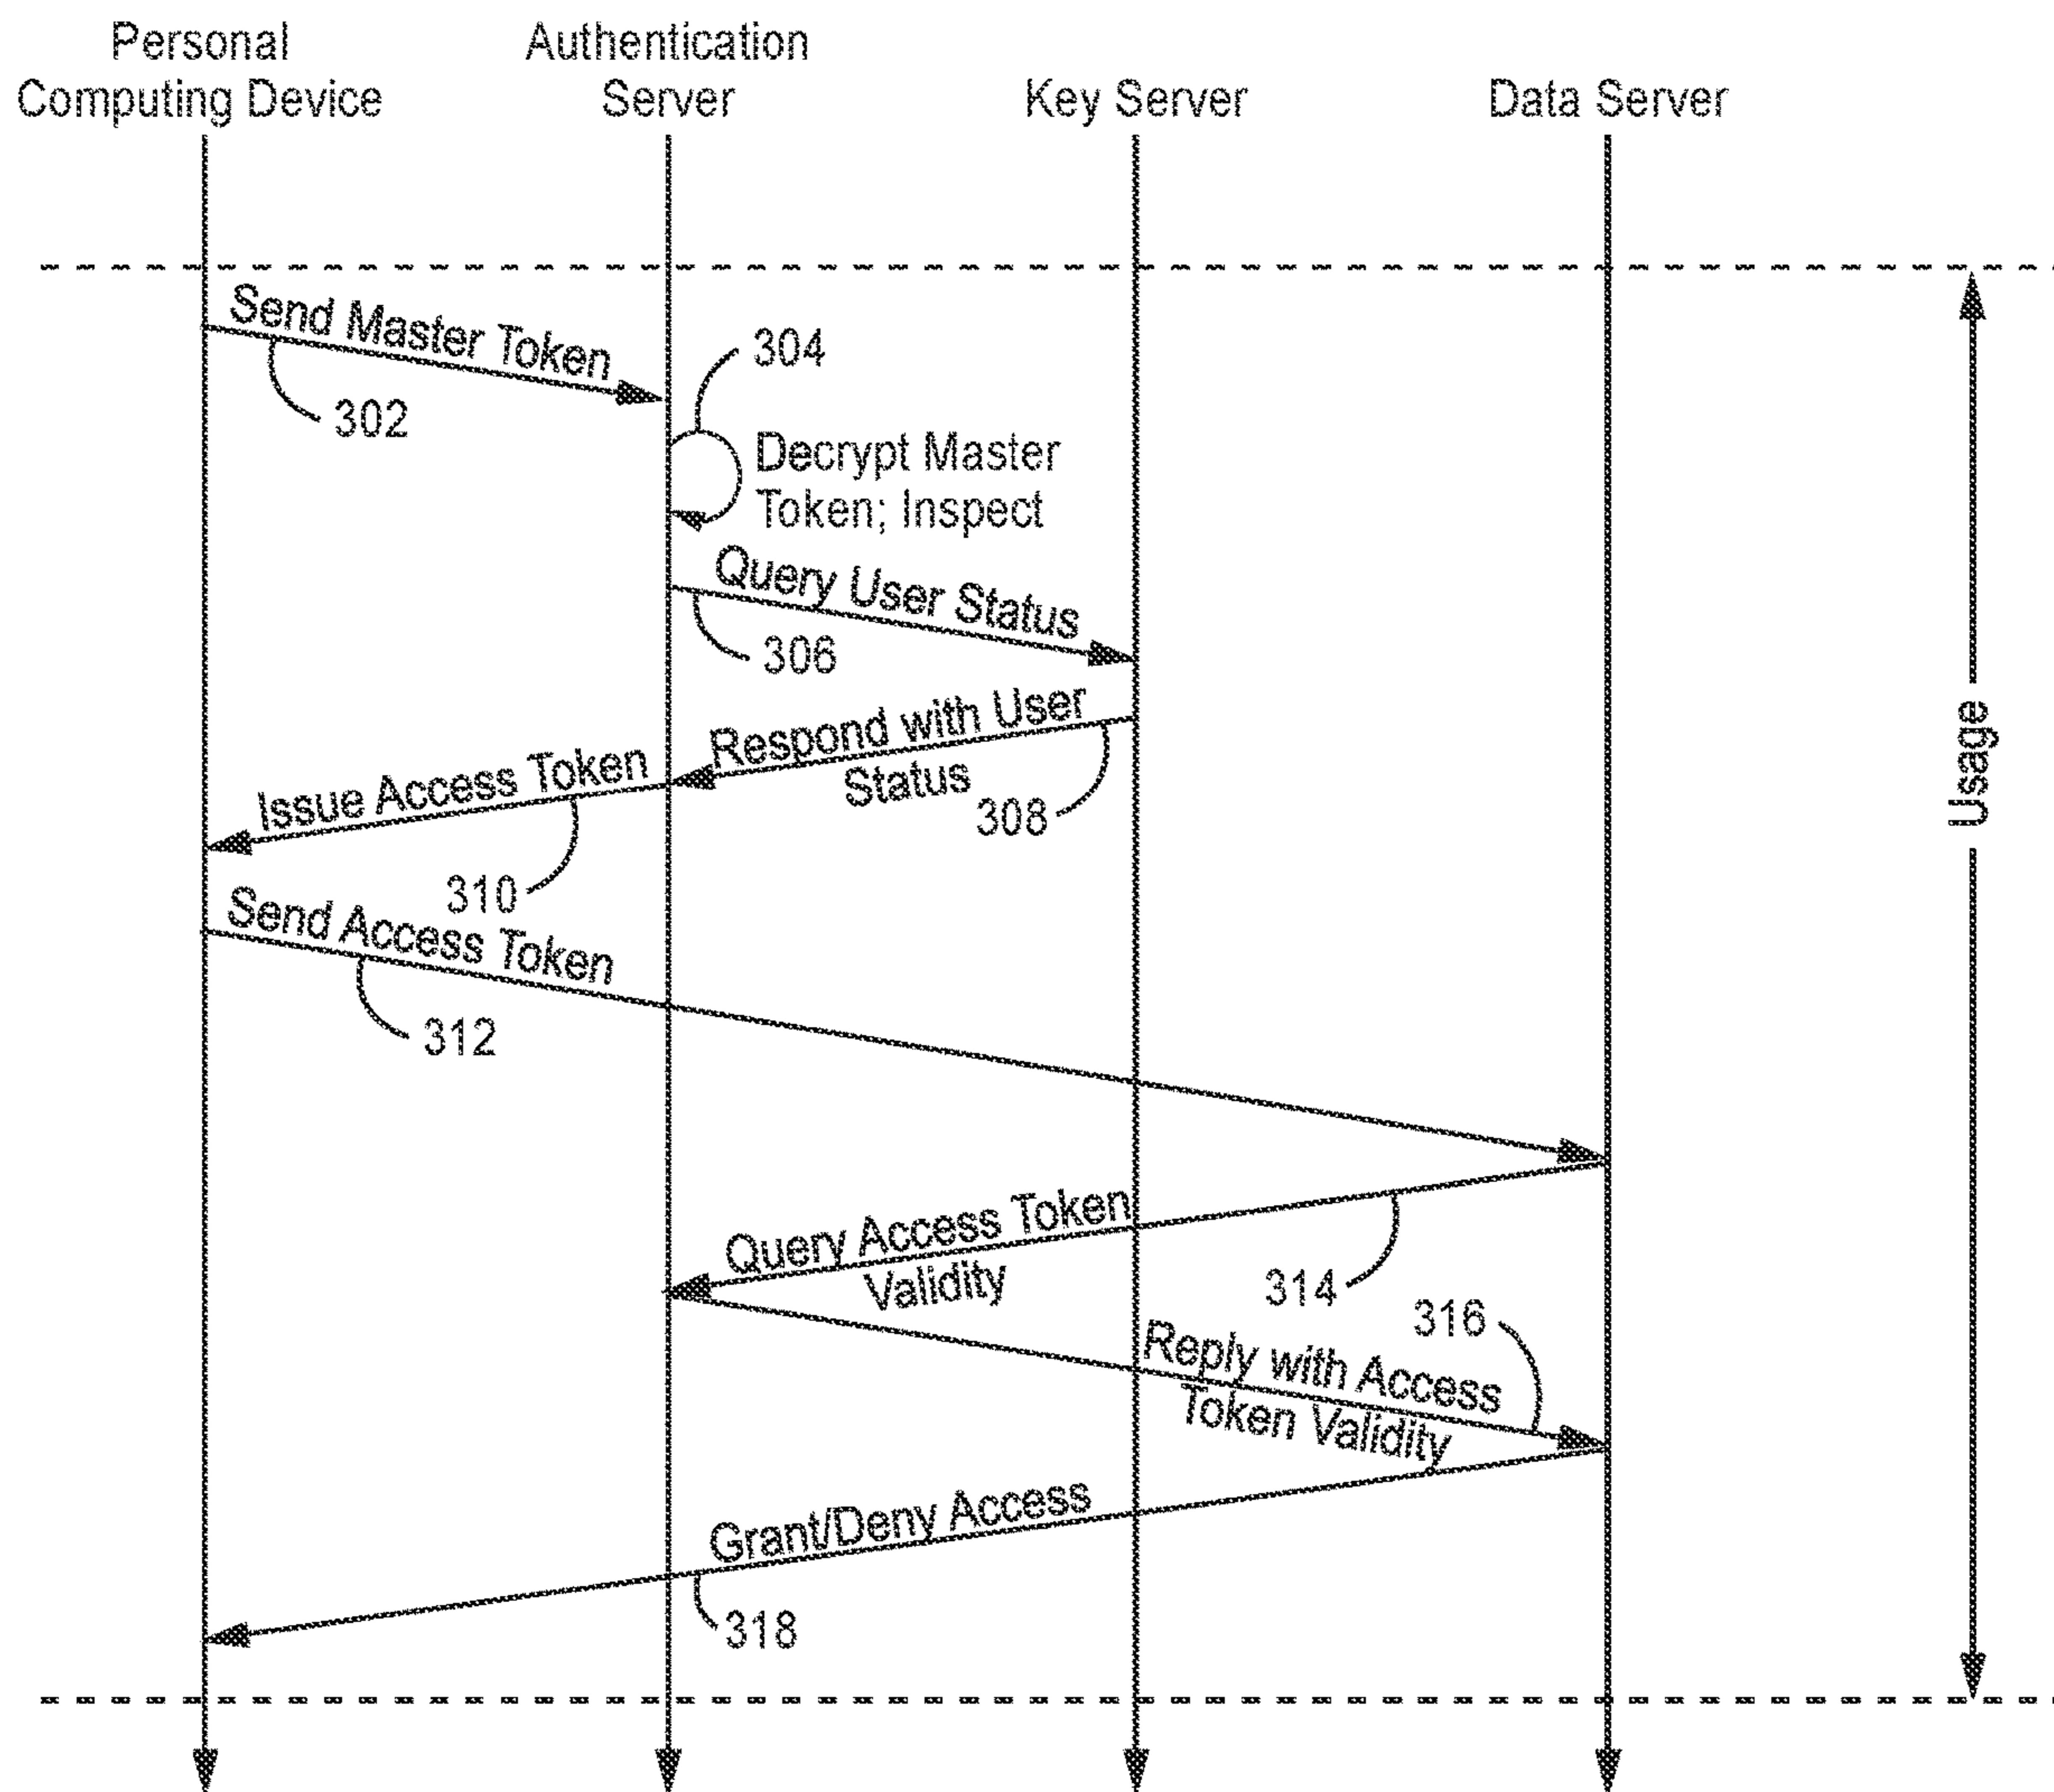 Personal
Computing Device
Authentication
Server
Key Server
Data Server
Send Master Token
302
304
Decrypt Master
Token; Inspect
Query User Status
306
Respond with User
Status
308
Issue Access Token
310
Send Access Token
312
Query Access Token
Validity
314
316
Reply with Access
Token Validity
Grant/Deny Access
318
Usage